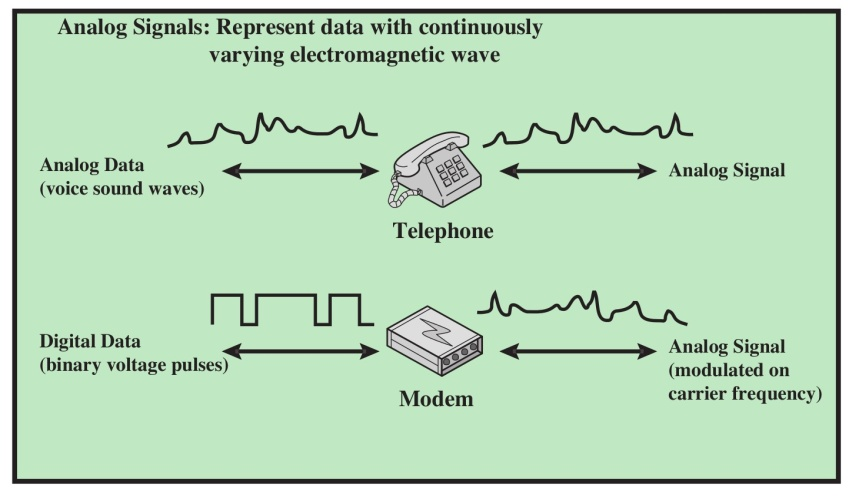 Analog Signals: Represent data with continuously
varying electromagnetic wave
Analog Data
(voice sound waves)
Analog Signal
Telephone
Digital Data
(binary voltage pulses)
Analog Signal
(modulated on
carrier frequency)
Modem